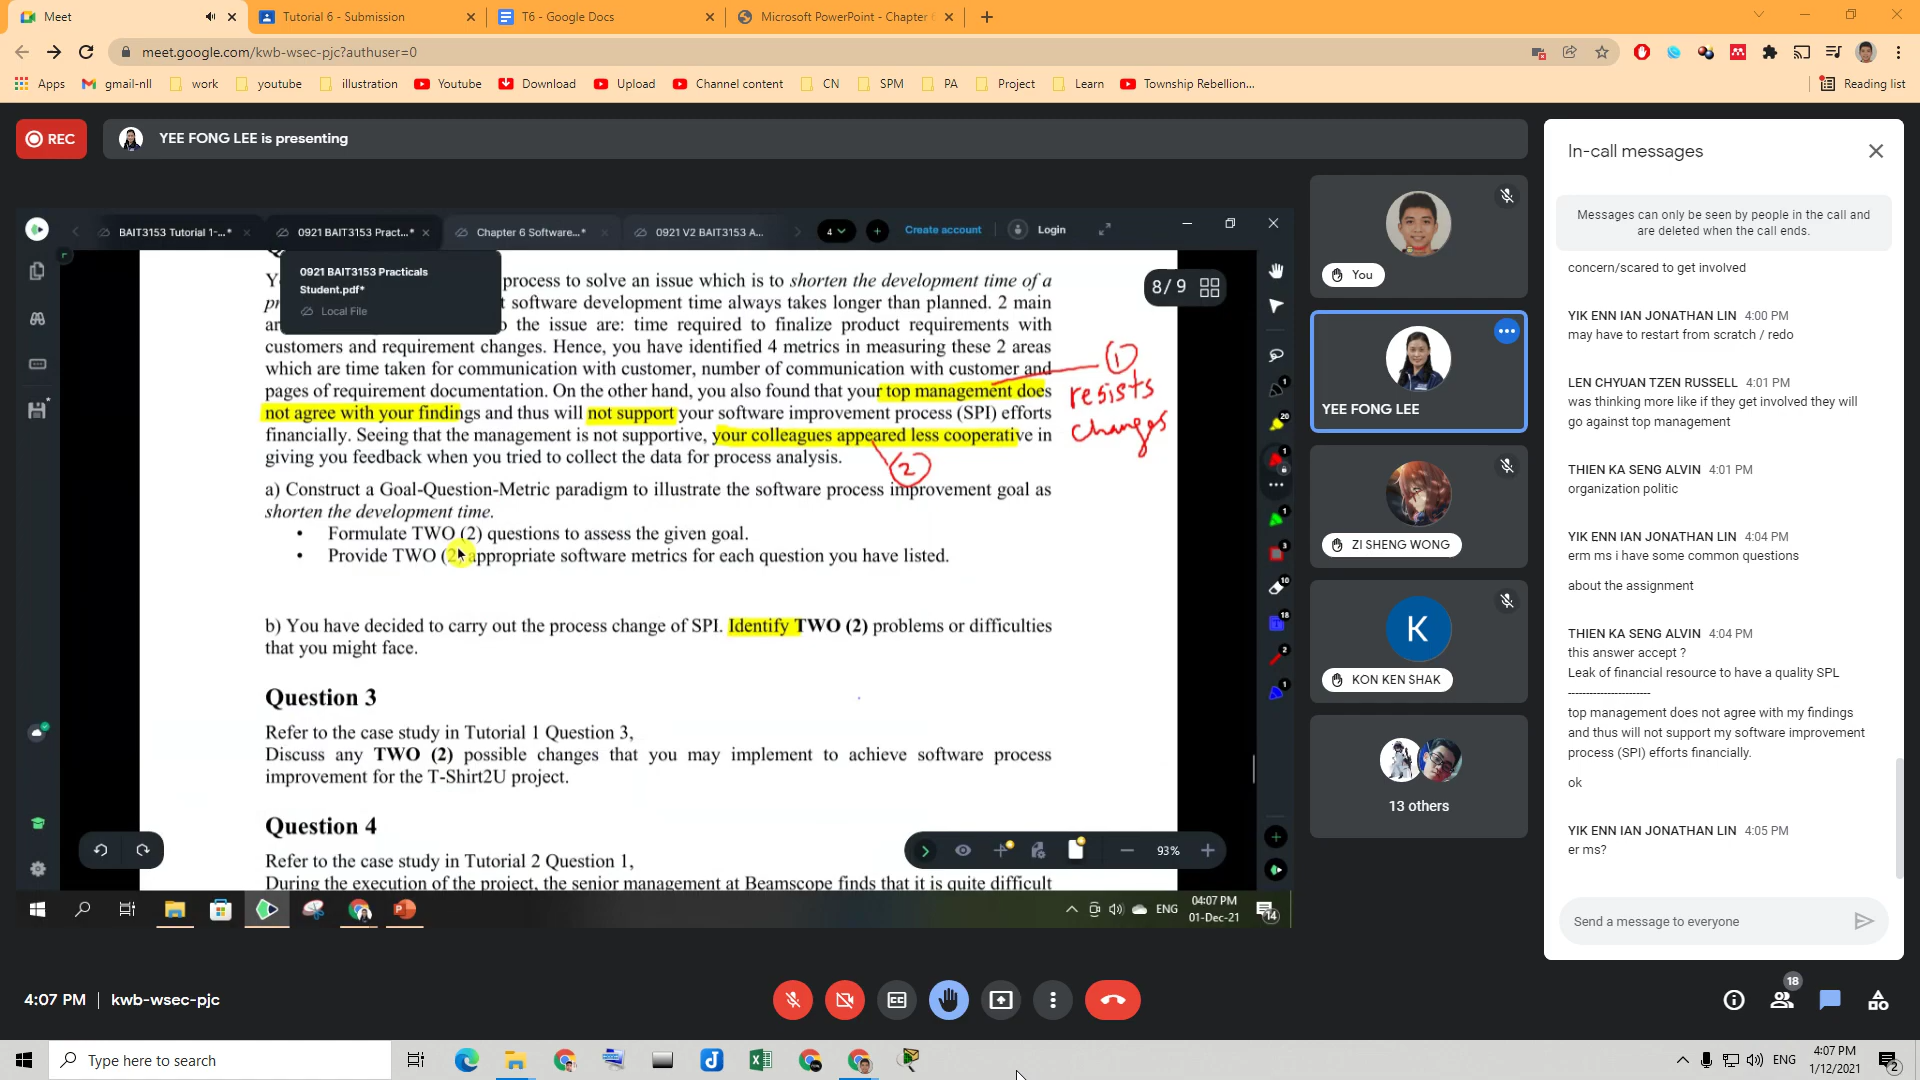 Meet
Tutorial 6 - Submission
T6 - Google Docs
Microsoft PowerPoint - Chapter
meet.google.com/kwb-wsec-pjc?authuser=0
Apps
gmail-nll
work
youtube
illustration
Youtube
Download
Upload
Channel content
CN
SPM
PA
Project
Learn
Township Rebellion...
Reading list
REC
YEE FONG LEE is presenting
BAIT3153 Tutorial 1-...*
0921 BAIT3153 Pract...*
Chapter 6 Software...*
0921 V2 BAIT3153 A...
4
Create account
Login
0921 BAIT3153 Practicals
Student.pdf*
Local File
8/ 9
process to solve an issue which is to shorten the development time of a
software development time always takes longer than planned. 2 main
the issue are: time required to finalize product requirements with
customers and requirement changes. Hence, you have identified 4 metrics in measuring these 2 areas
which are time taken for communication with customer, number of communication with customer and
pages of requirement documentation. On the other hand, you also found that your top management does
not agree with your findings and thus will not support your software improvement process (SPI) efforts
financially. Seeing that the management is not supportive, your colleagues appeared less cooperative in
giving you feedback when you tried to collect the data for process analysis.
1
resists
changes
2
a) Construct a Goal-Question-Metric paradigm to illustrate the software process improvement goal as
shorten the development time.
• Formulate TWO (2) questions to assess the given goal.
• Provide TWO (2) appropriate software metrics for each question you have listed.
b) You have decided to carry out the process change of SPI. Identify TWO (2) problems or difficulties
that you might face.
Question 3
Refer to the case study in Tutorial 1 Question 3,
Discuss any TWO (2) possible changes that you may implement to achieve software process
improvement for the T-Shirt2U project.
Question 4
Refer to the case study in Tutorial 2 Question 1,
During the execution of the project, the senior management at Beamscope finds that it is quite difficult
93%
ENG
04:07 PM
01-Dec-21
14
You
YEE FONG LEE
ZI SHENG WONG
K
KON KEN SHAK
13 others
In-call messages
Messages can only be seen by people in the call and
are deleted when the call ends.
concern/scared to get involved
YIK ENN IAN JONATHAN LIN 4:00 PM
may have to restart from scratch / redo
LEN CHYUAN TZEN RUSSELL 4:01 PM
was thinking more like if they get involved they will
go against top management
THIEN KA SENG ALVIN 4:01 PM
organization politic
YIK ENN IAN JONATHAN LIN 4:04 PM
erm ms i have some common questions
about the assignment
THIEN KA SENG ALVIN 4:04 PM
this answer accept ?
Leak of financial resource to have a quality SPL
-----------------------
top management does not agree with my findings
and thus will not support my software improvement
process (SPI) efforts financially.
ok
YIK ENN IAN JONATHAN LIN 4:05 PM
er ms?
Send a message to everyone
4:07 PM | kwb-wsec-pjc
18
Type here to search
ENG
4:07 PM
1/12/2021
2